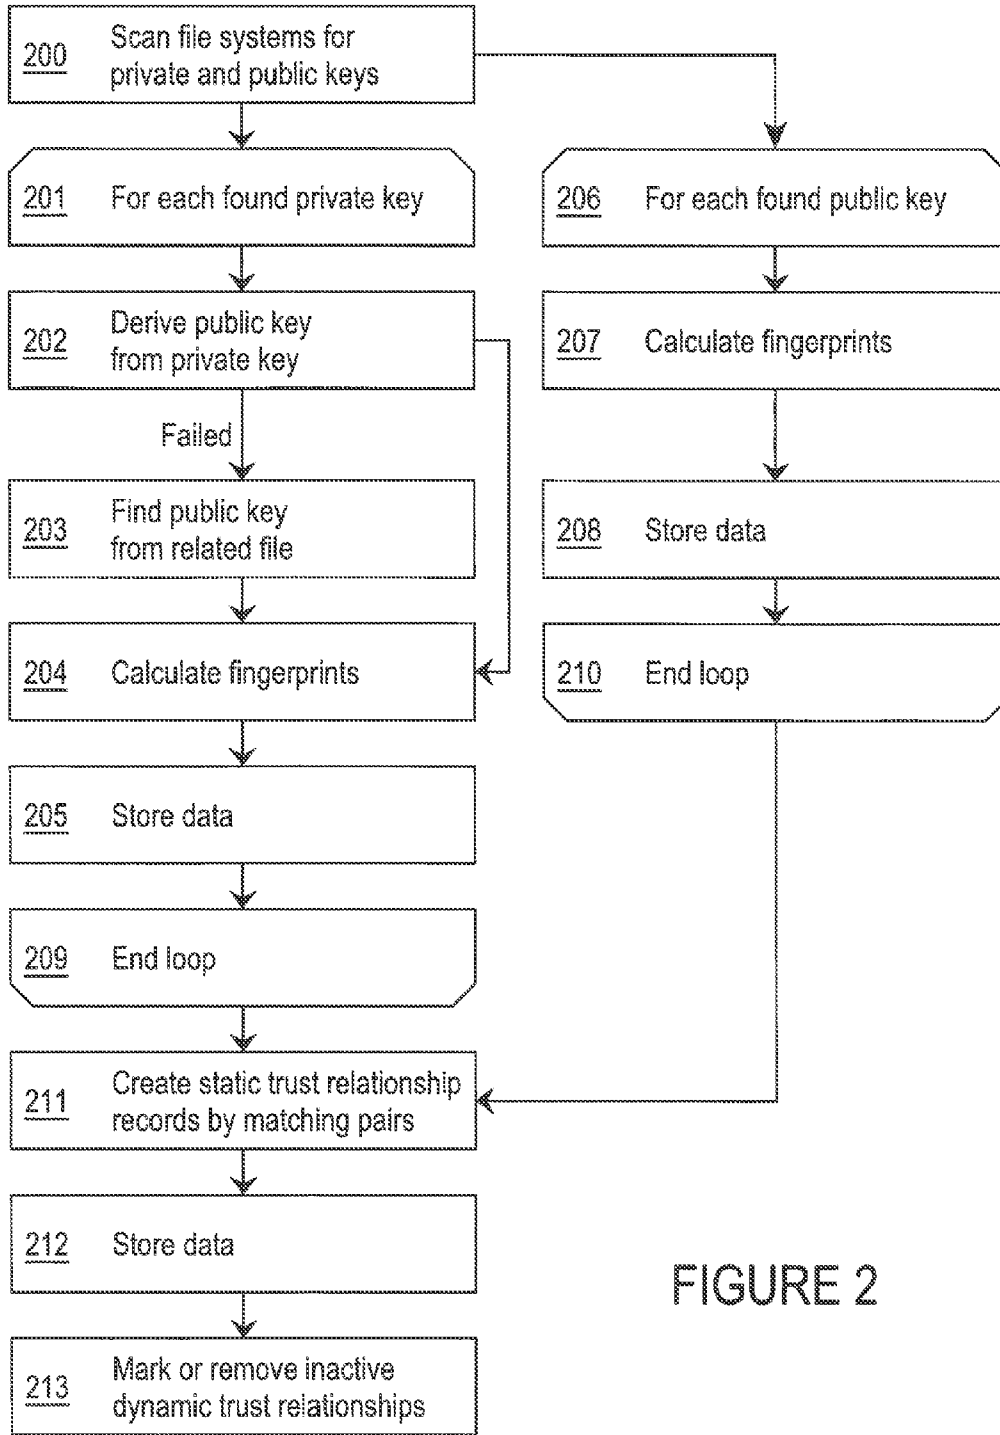 200 Scan file systems for
private and public keys
201 For each found private key
202 Derive public key
from private key
Failed
203 Find public key
from related file
204 Calculate fingerprints
205 Store data
209 End loop
206 For each found public key
207 Calculate fingerprints
208 Store data
210 End loop
211 Create static trust relationship
records by matching pairs
212 Store data
213 Mark or remove inactive
dynamic trust relationships
FIGURE 2